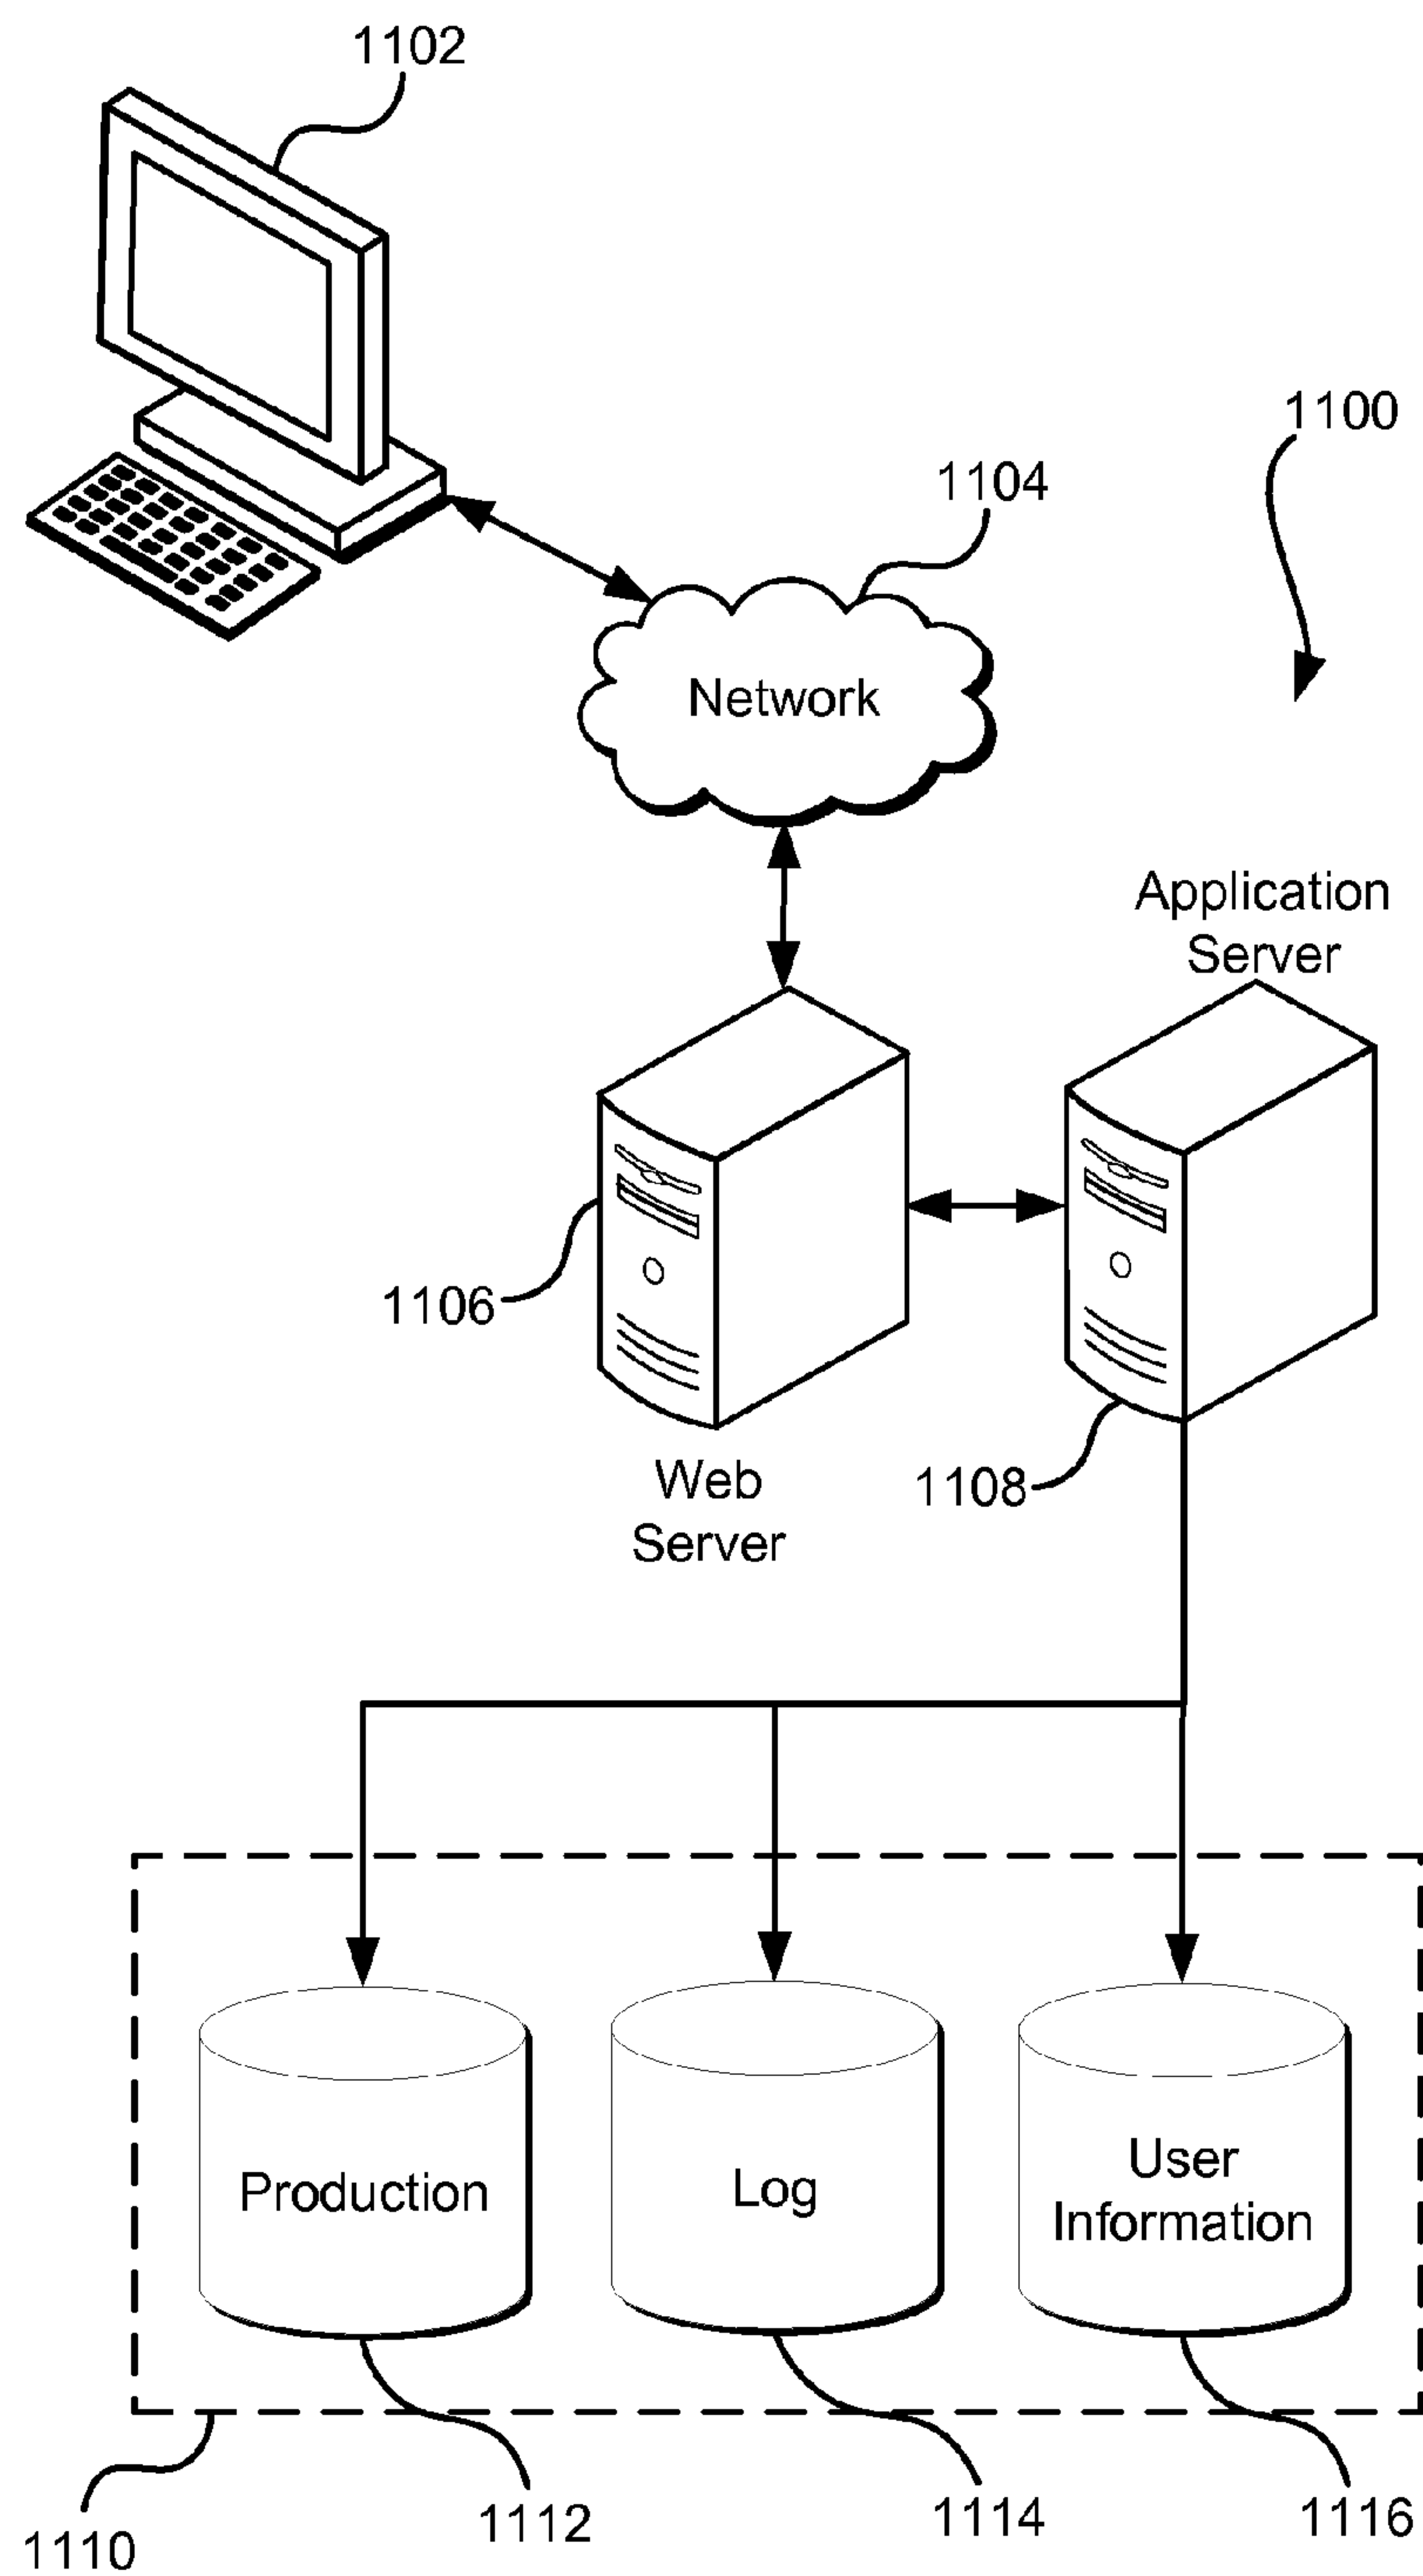 1102
1100
1104
Network
Application
Server
1106
1108
Web
Server
Production
Log
User
Information
1112
1114
1116
1110